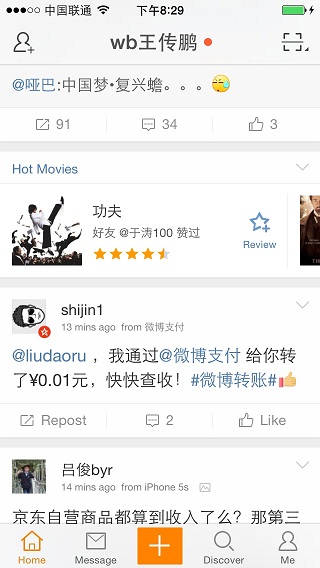 中国联通 下午8:29
wb王传鹏
@哑巴:中国梦•复兴蟾。。。
91 34 3
Hot Movies
功夫
好友 @于涛100 赞过
Review
shijin1
13 mins ago from 微博支付
@liudaoru ，我通过@微博支付 给你转
了¥0.01元，快快查收！#微博转账#
Repost 2 Like
吕俊byr
14 mins ago from iPhone 5s
京东自营商品都算到收入了么？那第三
Home Message Discover Me